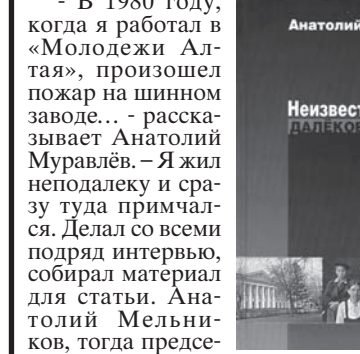 - В 1980 году,
когда я работал в
«Молодежи Ал-
тая», произошел
пожар на шинном
заводе... - расска-
зывает Анатолий
Муравлёв. – Я жил
неподалеку и сра-
зу туда примчал-
ся. Делал со всеми
подряд интервью,
собирал материал
для статьи. Ана-
толий Мельни-
ков, тогда предсе-
Анатолий
Неизвест
ДАЛЁКОВ